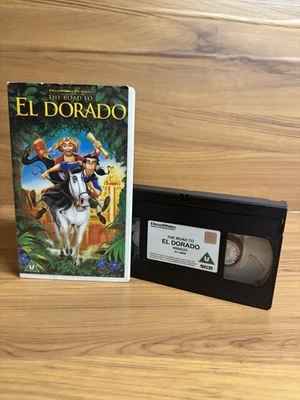 DREAMWORKS PICTURES
THE ROAD TO
EL DORADO
U
DREAMWORKS
THE ROAD TO
EL DORADO
U